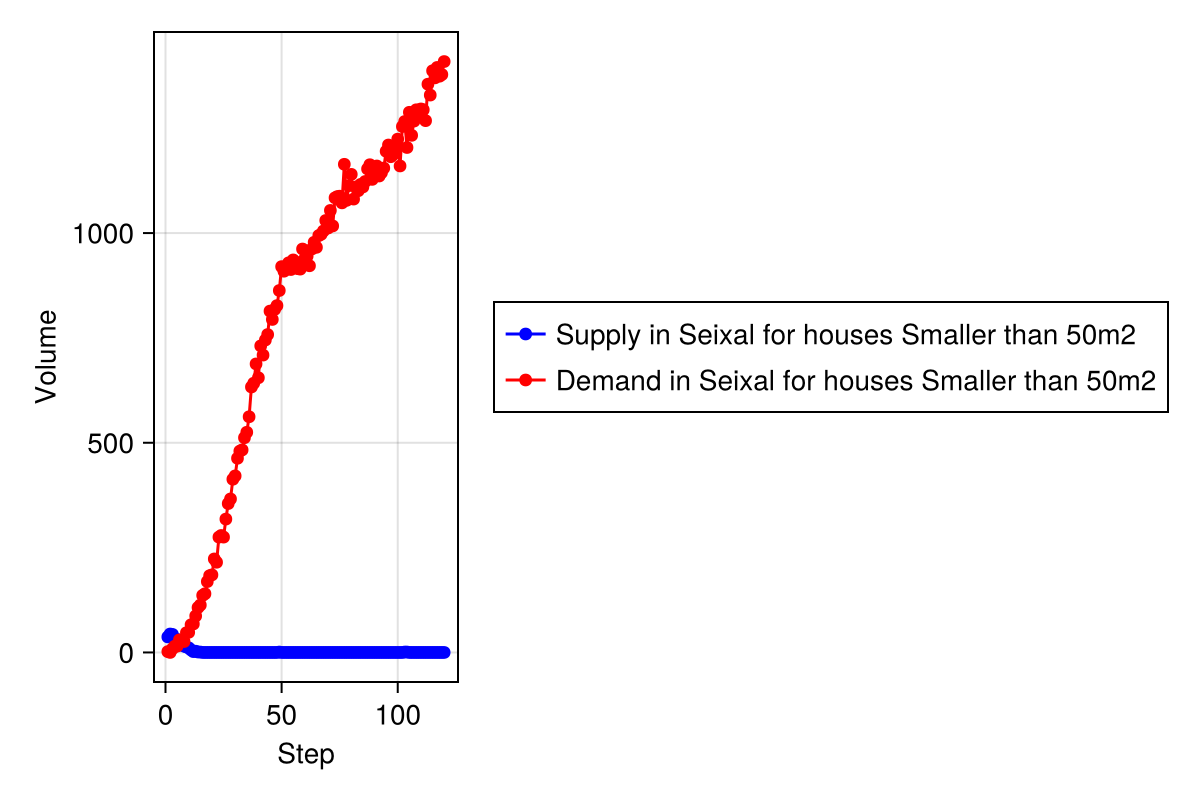 Volume
1000
500
0
0 50 100
Step
Supply in Seixal for houses Smaller than 50m2
Demand in Seixal for houses Smaller than 50m2